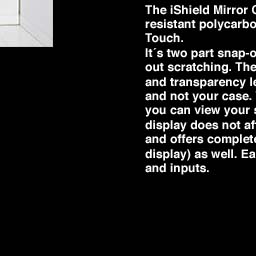 The iShield Mirror
resistant polycarbo
Touch.
It´s two part snap-o
out scratching. The
and transparency le
and not your case.
you can view your s
display does not af
and offers complete
display) as well. Ea
and inputs.